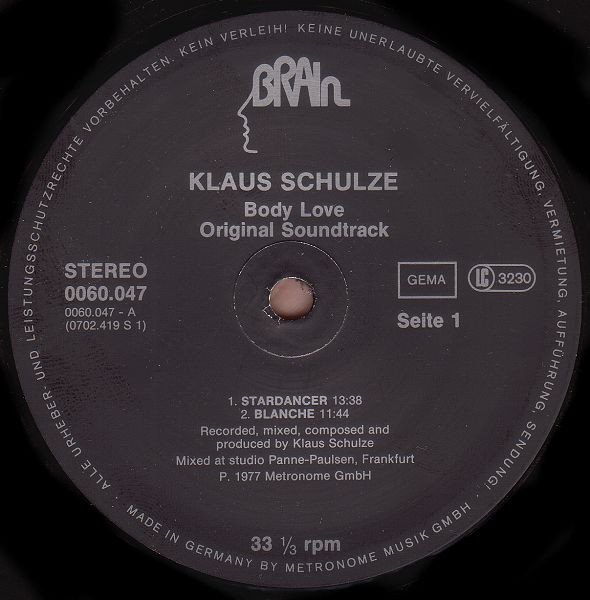 ALLE URHEBER- UND LEISTUNGSSCHUTZRECHTE VORBEHALTEN. KEIN VERLEIH! KEINE UNERLAUBTE VERVIELFÄLTIGUNG, VERMIETUNG, AUFFÜHRUNG, SENDUNG!
BRAIn
KLAUS SCHULZE
Body Love
Original Soundtrack
STEREO
0060.047
0060.047 - A
(0702.419 S 1)
GEMA
LC 3230
Seite 1
1. STARDANCER 13:38
2. BLANCHE 11:44
Recorded, mixed, composed and
produced by Klaus Schulze
Mixed at studio Panne-Paulsen, Frankfurt
P. 1977 Metronome GmbH
33 ⅓ rpm
· MADE IN GERMANY BY METRONOME MUSIK GMBH ·